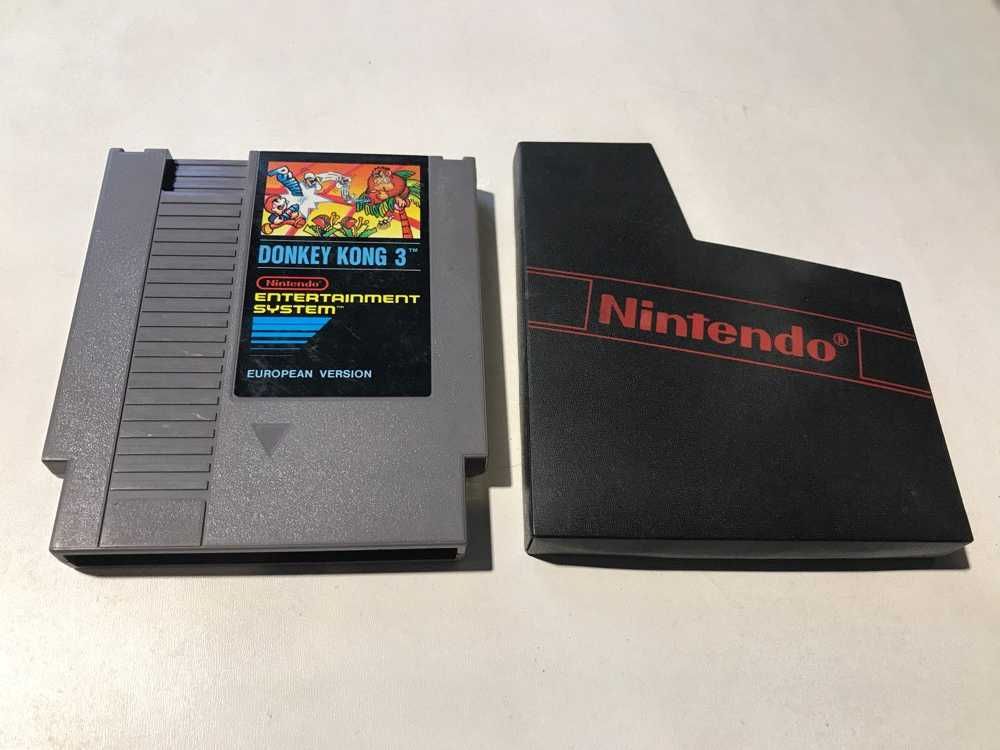 DONKEY KONG 3™
Nintendo®
ENTERTAINMENT
SYSTEM™
EUROPEAN VERSION
Nintendo®